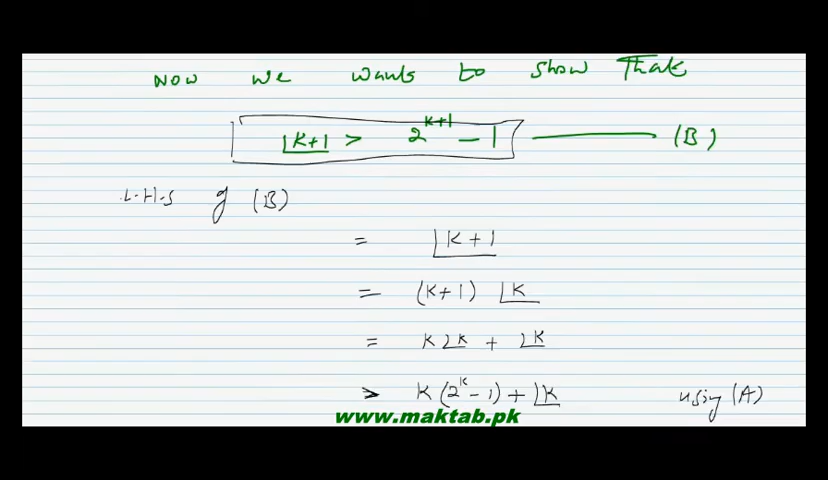 Now we wants to show That
⌊K+1 > 2^(K+1) − 1 ——— (B)
L.H.S of (B)
= ⌊K+1
= (K+1) ⌊K
= K ⌊K + ⌊K
> K(2^K − 1) + ⌊K using (A)
www.maktab.pk